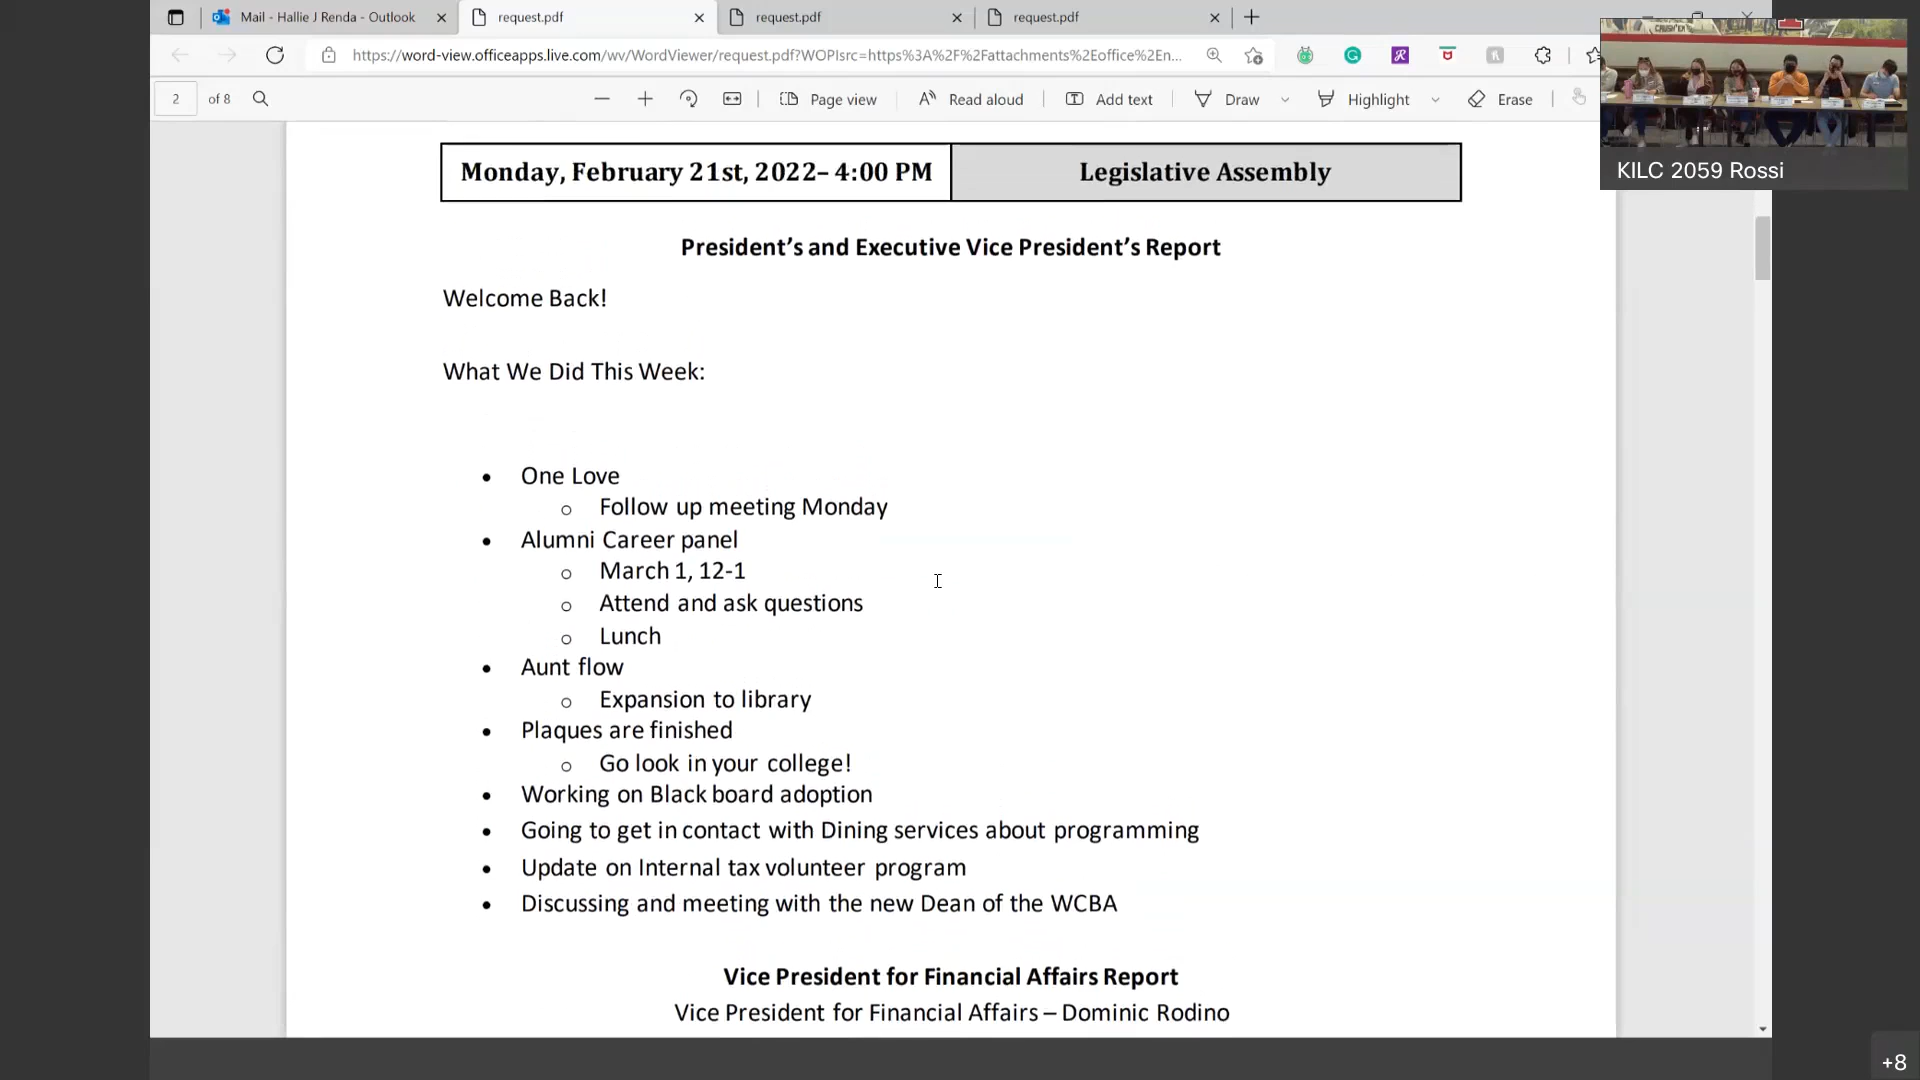 Mail - Hallie J Renda - Outlook
request.pdf
request.pdf
request.pdf
https://word-view.officeapps.live.com/wv/WordViewer/request.pdf?WOPIsrc=https%3A%2F%2Fattachments%2Eoffice%2En...
2 of 8
Page view
Read aloud
Add text
Draw
Highlight
Erase
KILC 2059 Rossi
Monday, February 21st, 2022– 4:00 PM
Legislative Assembly
President’s and Executive Vice President’s Report
Welcome Back!
What We Did This Week:
• One Love
o Follow up meeting Monday
• Alumni Career panel
o March 1, 12-1
o Attend and ask questions
o Lunch
• Aunt flow
o Expansion to library
• Plaques are finished
o Go look in your college!
• Working on Black board adoption
• Going to get in contact with Dining services about programming
• Update on Internal tax volunteer program
• Discussing and meeting with the new Dean of the WCBA
Vice President for Financial Affairs Report
Vice President for Financial Affairs – Dominic Rodino
+8